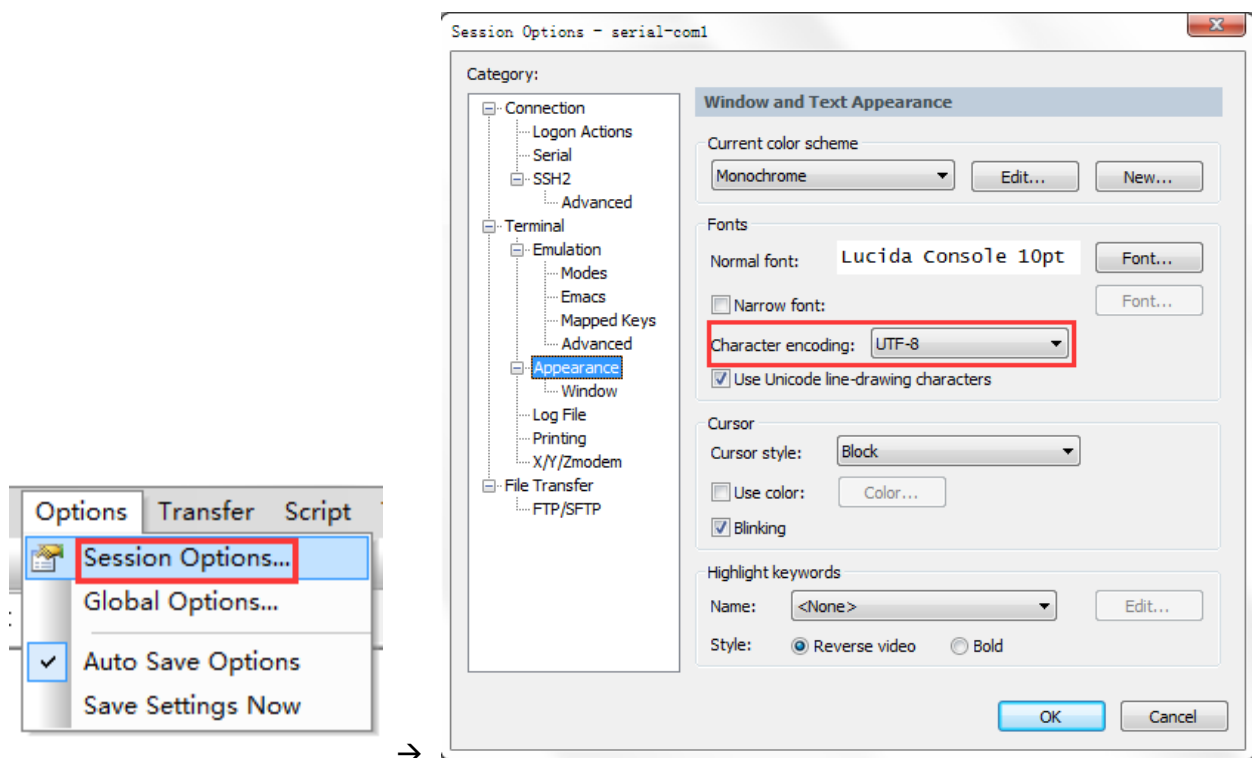 Options Transfer Script
Session Options...
Global Options...
Auto Save Options
Save Settings Now
→
Session Options - serial-com1
Category:
Connection
Logon Actions
Serial
SSH2
Advanced
Terminal
Emulation
Modes
Emacs
Mapped Keys
Advanced
Appearance
Window
Log File
Printing
X/Y/Zmodem
File Transfer
FTP/SFTP
Window and Text Appearance
Current color scheme
Monochrome Edit... New...
Fonts
Normal font: Lucida Console 10pt Font...
Narrow font: Font...
Character encoding: UTF-8
Use Unicode line-drawing characters
Cursor
Cursor style: Block
Use color: Color...
Blinking
Highlight keywords
Name: <None> Edit...
Style: Reverse video Bold
OK Cancel